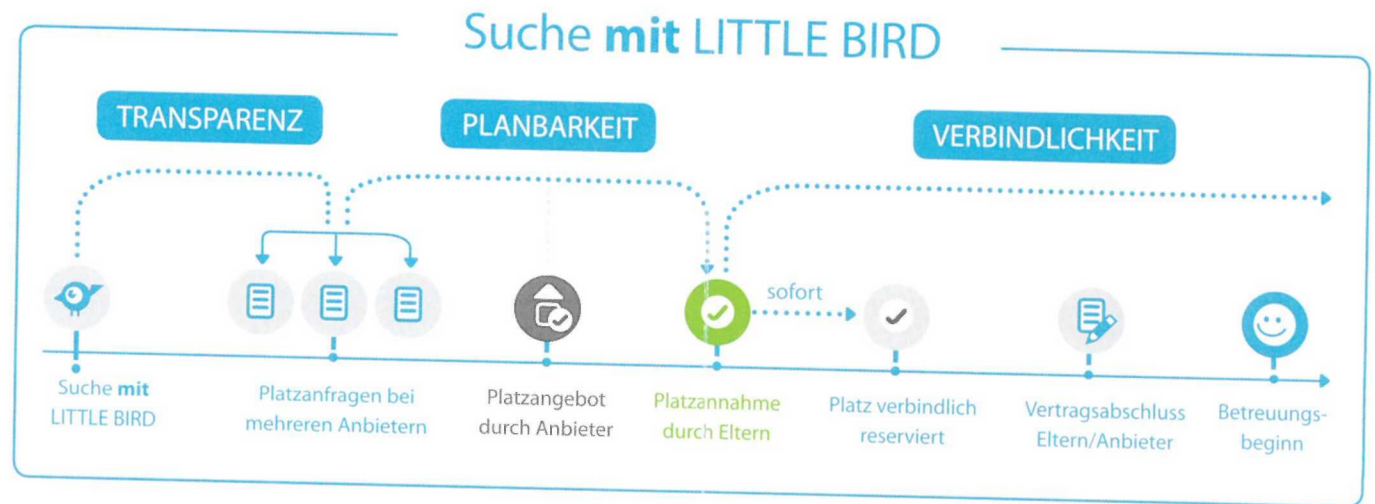 Suche mit LITTLE BIRD
TRANSPARENZ
PLANBARKEIT
VERBINDLICHKEIT
sofort
Suche mit
LITTLE BIRD
Platzanfragen bei
mehreren Anbietern
Platzangebot
durch Anbieter
Platzannahme
durch Eltern
Platz verbindlich
reserviert
Vertragsabschluss
Eltern/Anbieter
Betreuungs-
beginn